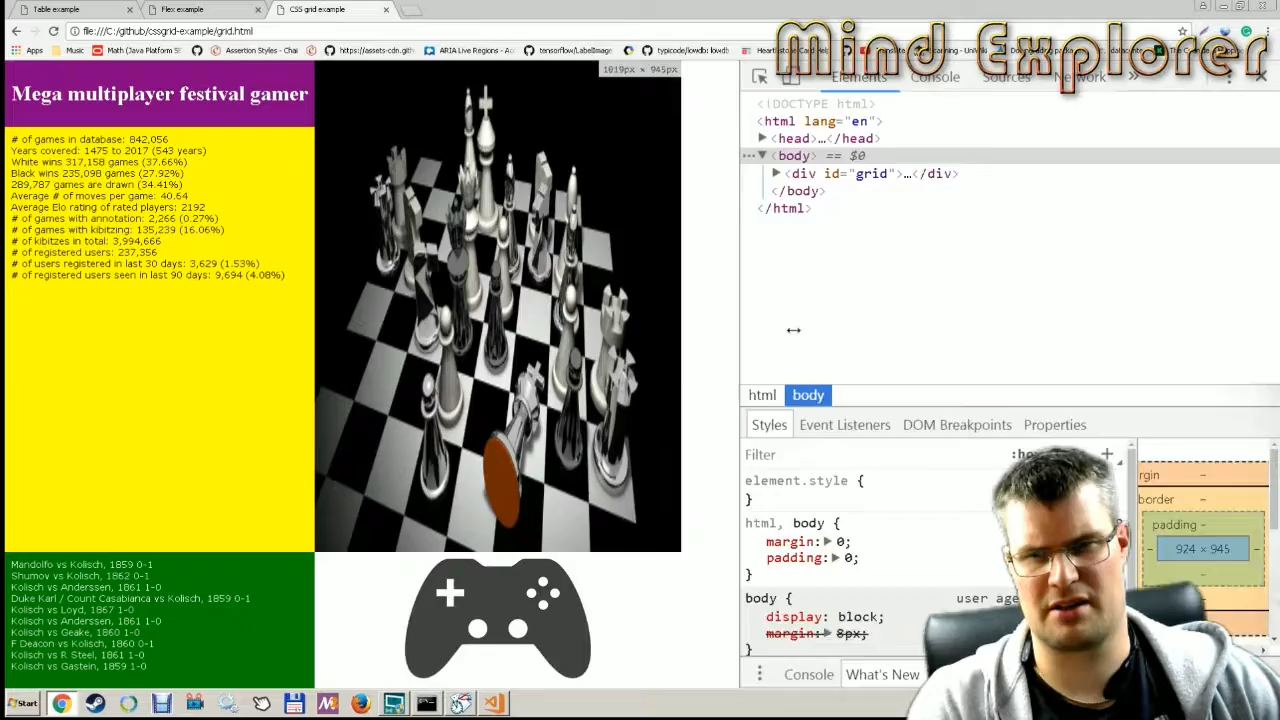 Table example
Flex example
CSS grid example
file:///C:/github/cssgrid-example/grid.html
Apps
Music
Math (Java Platform S
Assertion Styles - Chai
https://assets-cdn.git
ARIA Live Regions - Ac
tensorflow/LabelImage
typicode/lowdb: lowdb
Mind Explorer
1019px × 945px
Mega multiplayer festival gamer
# of games in database: 842,056
Years covered: 1475 to 2017 (543 years)
White wins 317,158 games (37.66%)
Black wins 235,098 games (27.92%)
289,787 games are drawn (34.41%)
Average # of moves per game: 40.64
Average Elo rating of rated players: 2192
# of games with annotation: 2,266 (0.27%)
# of games with kibitzing: 135,239 (16.06%)
# of kibitzes in total: 3,994,666
# of registered users: 237,356
# of users registered in last 30 days: 3,629 (1.53%)
# of registered users seen in last 90 days: 9,694 (4.08%)
Mandolfo vs Kolisch, 1859 0-1
Shumov vs Kolisch, 1862 0-1
Kolisch vs Anderssen, 1861 1-0
Duke Karl / Count Casabianca vs Kolisch, 1859 0-1
Kolisch vs Loyd, 1867 1-0
Kolisch vs Anderssen, 1861 1-0
Kolisch vs Geake, 1860 1-0
F Deacon vs Kolisch, 1860 0-1
Kolisch vs R Steel, 1861 1-0
Kolisch vs Gastein, 1859 1-0
Elements
Console
Sources
Network
»
<!DOCTYPE html>
<html lang="en">
<head>…</head>
<body> == $0
<div id="grid">…</div>
</body>
</html>
html
body
Styles
Event Listeners
DOM Breakpoints
Properties
Filter
element.style {
}
html, body {
margin: 0;
padding: 0;
}
body {
user age
display: block;
margin: 8px;
}
rgin –
border –
padding –
– 924 × 945 –
–
Console
What's New
Start